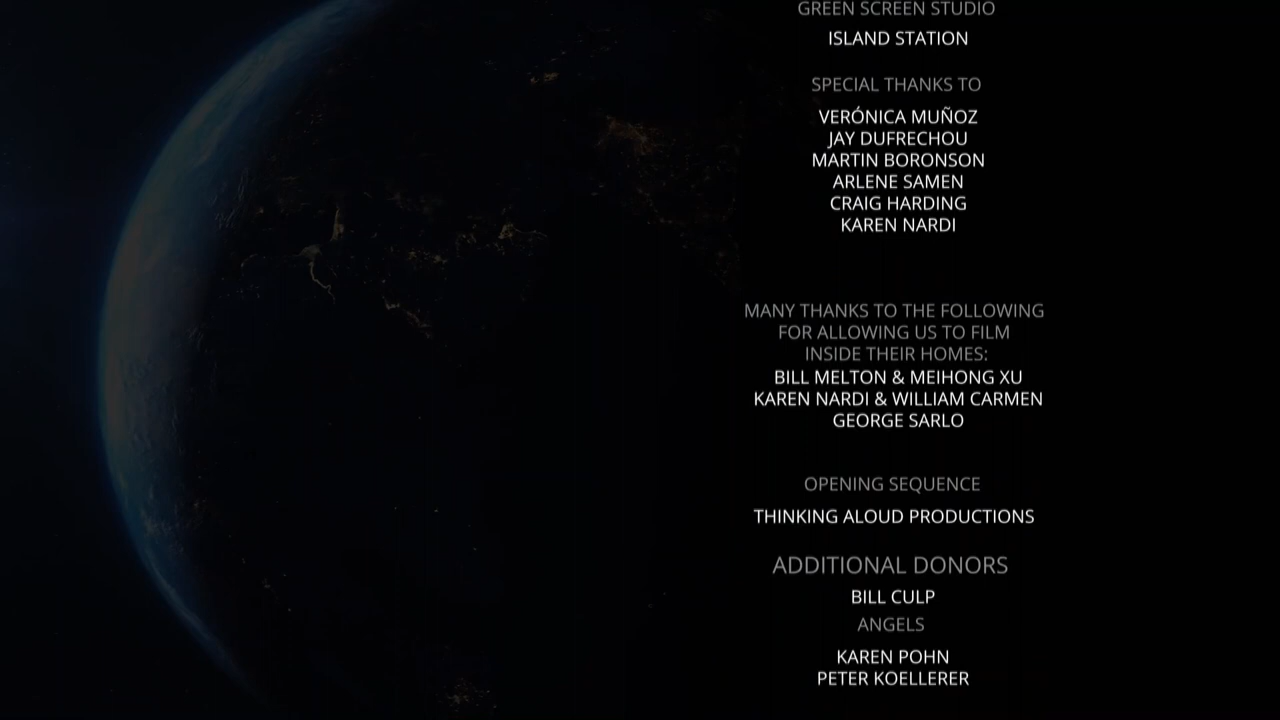 GREEN SCREEN STUDIO
ISLAND STATION
SPECIAL THANKS TO
VERÓNICA MUÑOZ
JAY DUFRECHOU
MARTIN BORONSON
ARLENE SAMEN
CRAIG HARDING
KAREN NARDI
MANY THANKS TO THE FOLLOWING
FOR ALLOWING US TO FILM
INSIDE THEIR HOMES:
BILL MELTON & MEIHONG XU
KAREN NARDI & WILLIAM CARMEN
GEORGE SARLO
OPENING SEQUENCE
THINKING ALOUD PRODUCTIONS
ADDITIONAL DONORS
BILL CULP
ANGELS
KAREN POHN
PETER KOELLERER